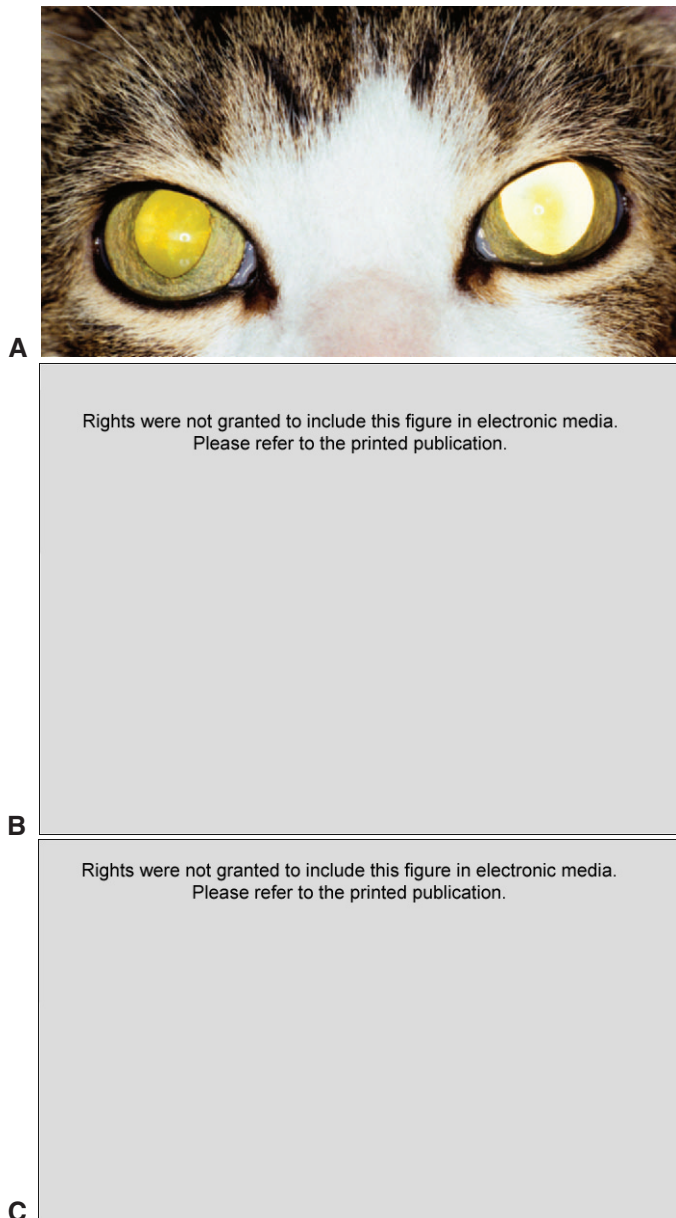 A
Rights were not granted to include this figure in electronic media.
Please refer to the printed publication.
B
Rights were not granted to include this figure in electronic media.
Please refer to the printed publication.
C